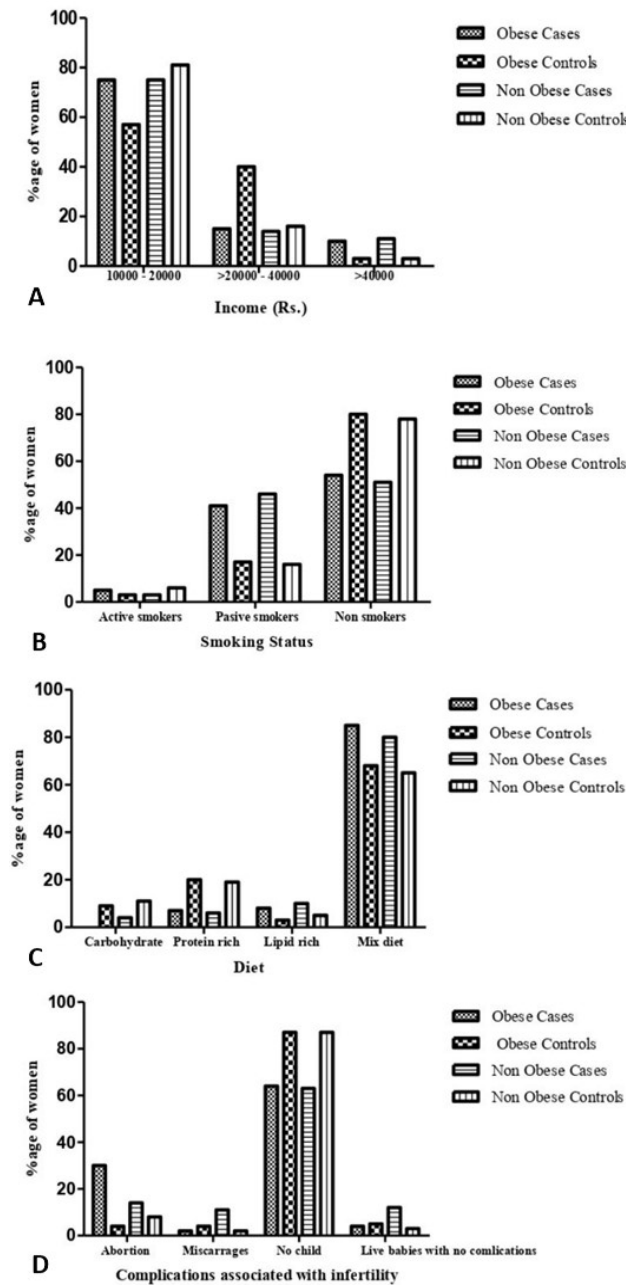 100
80
60
40
20
0
%age of women
10000 - 20000
>20000 - 40000
>40000
Income (Rs.)
Obese Cases
Obese Controls
Non Obese Cases
Non Obese Controls
A
100
80
60
40
20
0
%age of women
Active smokers
Pasive smokers
Non smokers
Smoking Status
Obese Cases
Obese Controls
Non Obese Cases
Non Obese Controls
B
100
80
60
40
20
0
%age of women
Carbohydrate
Protein rich
Lipid rich
Mix diet
Diet
Obese Cases
Obese Controls
Non Obese Cases
Non Obese Controls
C
100
80
60
40
20
0
%age of women
Abortion
Miscarrages
No child
Live babies with no comlications
Complications associated with infertility
Obese Cases
Obese Controls
Non Obese Cases
Non Obese Controls
D